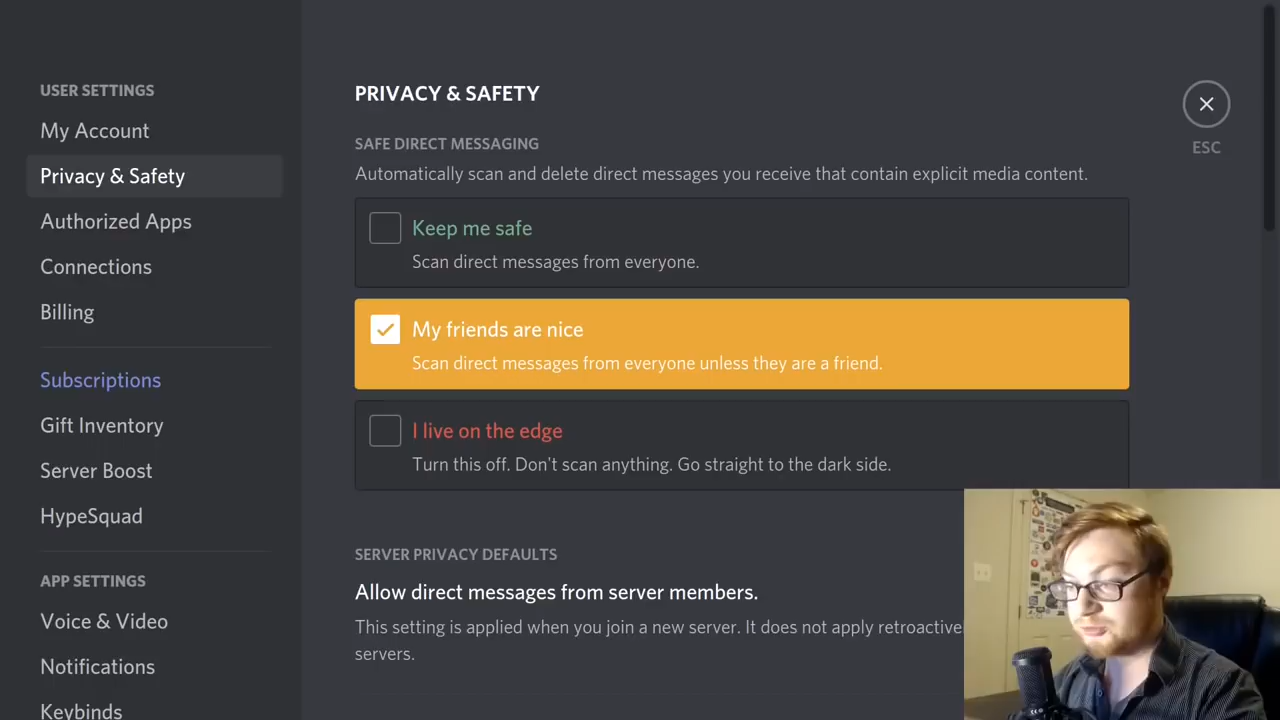 USER SETTINGS
My Account
Privacy & Safety
Authorized Apps
Connections
Billing
Subscriptions
Gift Inventory
Server Boost
HypeSquad
APP SETTINGS
Voice & Video
Notifications
Keybinds
PRIVACY & SAFETY
SAFE DIRECT MESSAGING
Automatically scan and delete direct messages you receive that contain explicit media content.
Keep me safe
Scan direct messages from everyone.
My friends are nice
Scan direct messages from everyone unless they are a friend.
I live on the edge
Turn this off. Don't scan anything. Go straight to the dark side.
SERVER PRIVACY DEFAULTS
Allow direct messages from server members.
This setting is applied when you join a new server. It does not apply retroactive
servers.
ESC